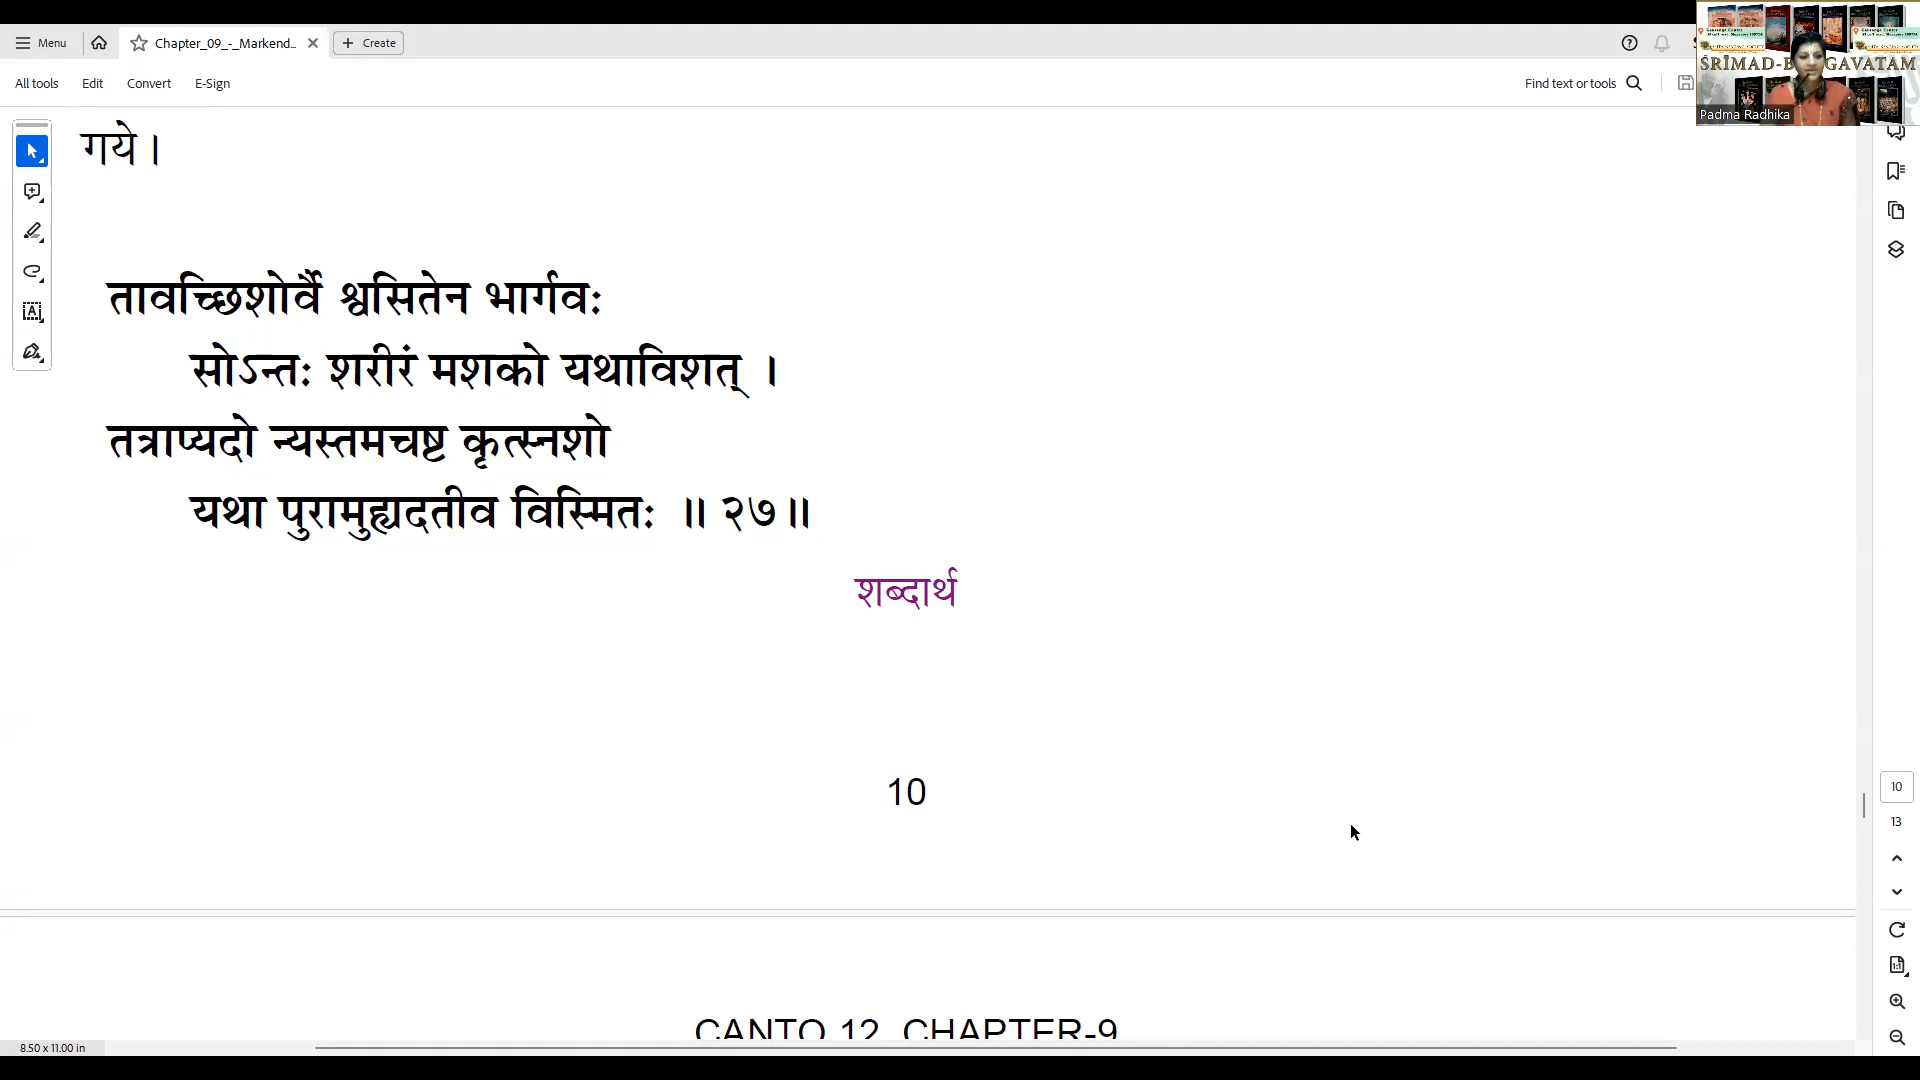 Menu
Chapter_09_-_Markend...
Create
All tools
Edit
Convert
E-Sign
Find text or tools
ŚRĪMAD-BHĀGAVATAM
Padma Radhika
गये।
तावच्छिशोर्वै श्वसितेन भार्गवः
सोऽन्तः शरीरं मशको यथाविशत् ।
तत्राप्यदो न्यस्तमचष्ट कृत्स्नशो
यथा पुरामुह्यदतीव विस्मितः ॥ २७॥
शब्दार्थ
10
10
13
CANTO 12, CHAPTER-9
8.50 x 11.00 in